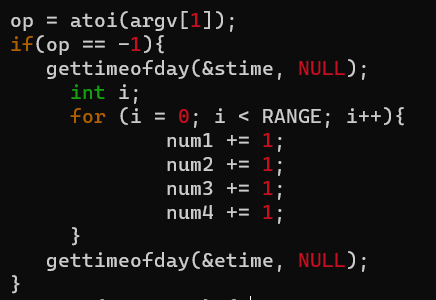 op = atoi(argv[1]);
if(op == -1){
gettimeofday(&stime, NULL);
int i;
for (i = 0; i < RANGE; i++){
num1 += 1;
num2 += 1;
num3 += 1;
num4 += 1;
}
gettimeofday(&etime, NULL);
}